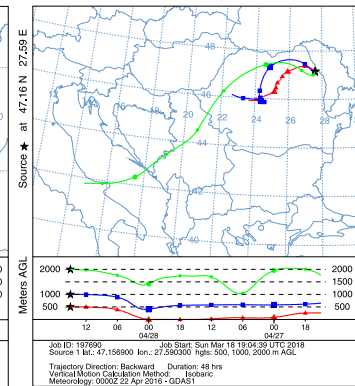 Source ★ at 47.16 N 27.59 E
48
46
44
42
40
16
18
20
22
24
26
28
Meters AGL
2000
1500
1000
500
2000
1500
1000
500
12 06 00 18 12 06 00 18
04/28 04/27
Job ID: 197690 Job Start: Sun Mar 18 19:04:39 UTC 2018
Source 1 lat.: 47.156900 lon.: 27.590300 hgts: 500, 1000, 2000 m AGL
Trajectory Direction: Backward Duration: 48 hrs
Vertical Motion Calculation Method: Isobaric
Meteorology: 0000Z 22 Apr 2016 - GDAS1